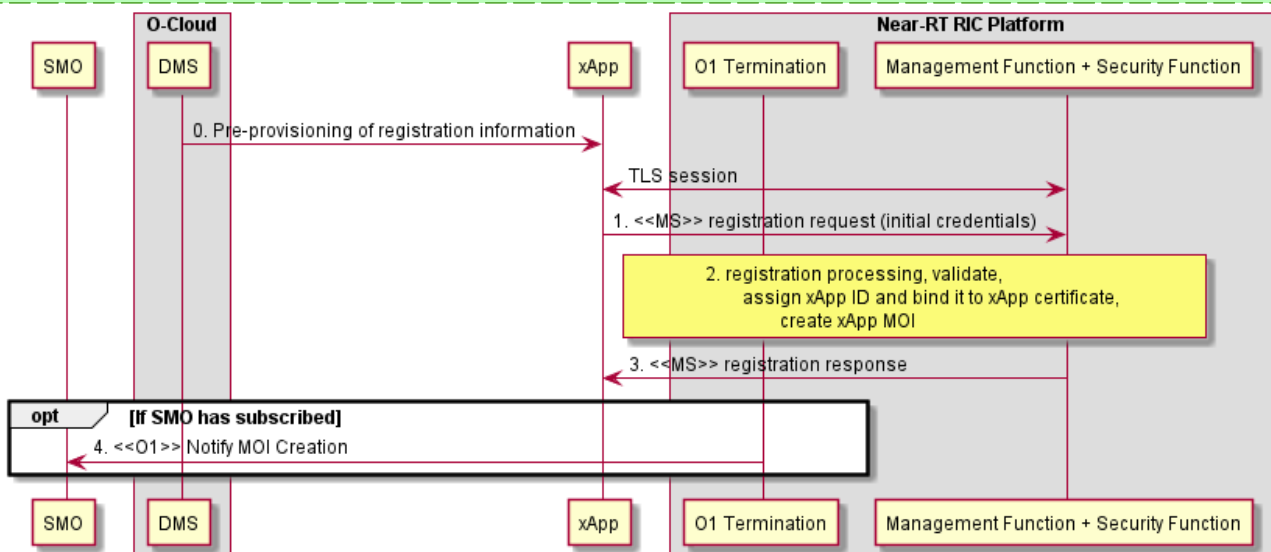 O-Cloud
Near-RT RIC Platform
SMO
DMS
xApp
O1 Termination
Management Function + Security Function
0. Pre-provisioning of registration information
TLS session
1. <<MS>> registration request (initial credentials)
2. registration processing, validate,
assign xApp ID and bind it to xApp certificate,
create xApp MOI
3. <<MS>> registration response
opt
[If SMO has subscribed]
4. <<O1>> Notify MOI Creation
SMO
DMS
xApp
O1 Termination
Management Function + Security Function